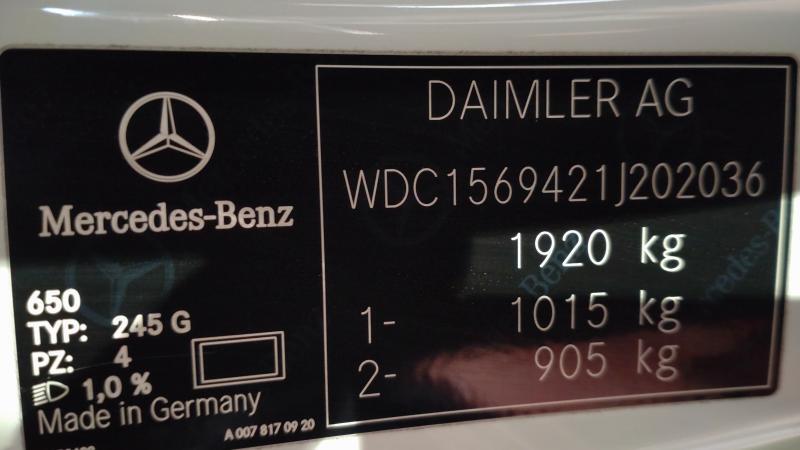 Mercedes-Benz
650
TYP: 245 G
PZ: 4
1,0 %
Made in Germany
A 007 817 09 20
DAIMLER AG
WDC1569421J202036
1920 kg
1- 1015 kg
2- 905 kg